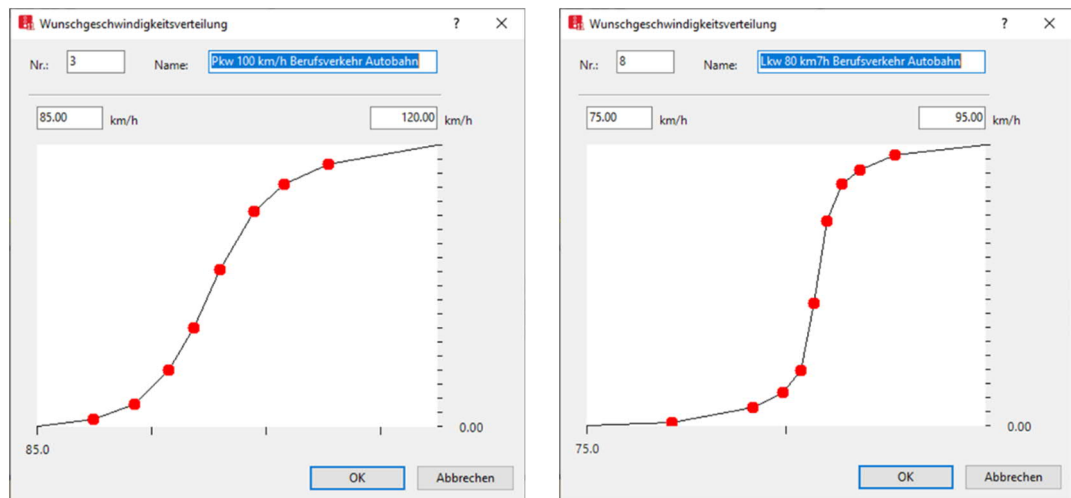 Wunschgeschwindigkeitsverteilung
Nr.: 3 Name: Pkw 100 km/h Berufsverkehr Autobahn
85.00 km/h 120.00 km/h
0.00
85.0
OK Abbrechen
Wunschgeschwindigkeitsverteilung
Nr.: 8 Name: Lkw 80 km7h Berufsverkehr Autobahn
75.00 km/h 95.00 km/h
0.00
75.0
OK Abbrechen